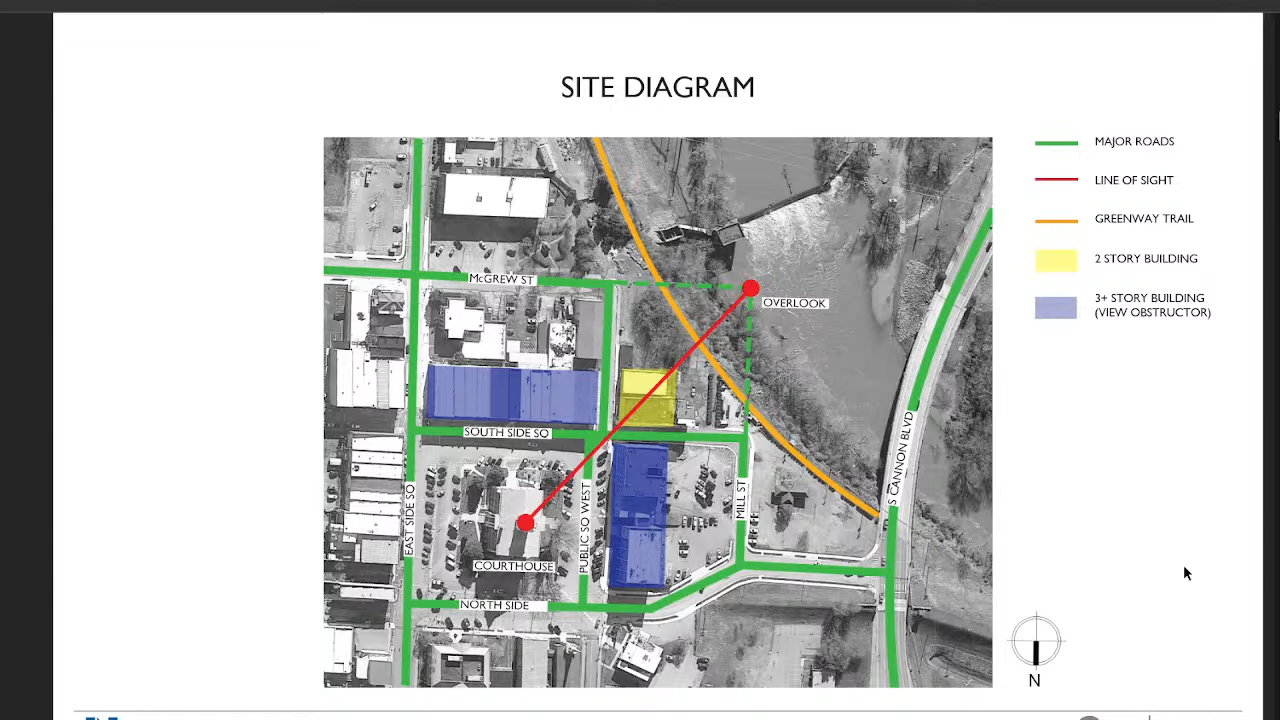 SITE DIAGRAM
MAJOR ROADS
LINE OF SIGHT
GREENWAY TRAIL
2 STORY BUILDING
3+ STORY BUILDING
(VIEW OBSTRUCTOR)
McGREW ST
OVERLOOK
SOUTH SIDE SQ
EAST SIDE SQ
PUBLIC SQ WEST
MILL ST
S CANNON BLVD
COURTHOUSE
NORTH SIDE
N